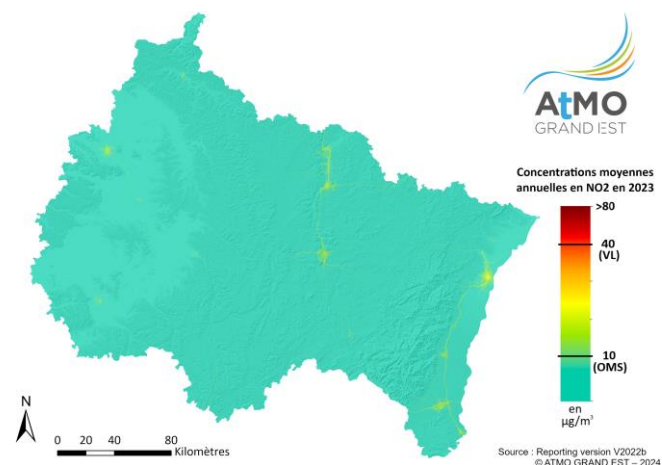 AtMO
GRAND EST
Concentrations moyennes
annuelles en NO2 en 2023
>80
40
(VL)
10
(OMS)
en
µg/m³
N
0 20 40 80
Kilomètres
Source : Reporting version V2022b
© ATMO GRAND EST – 2024